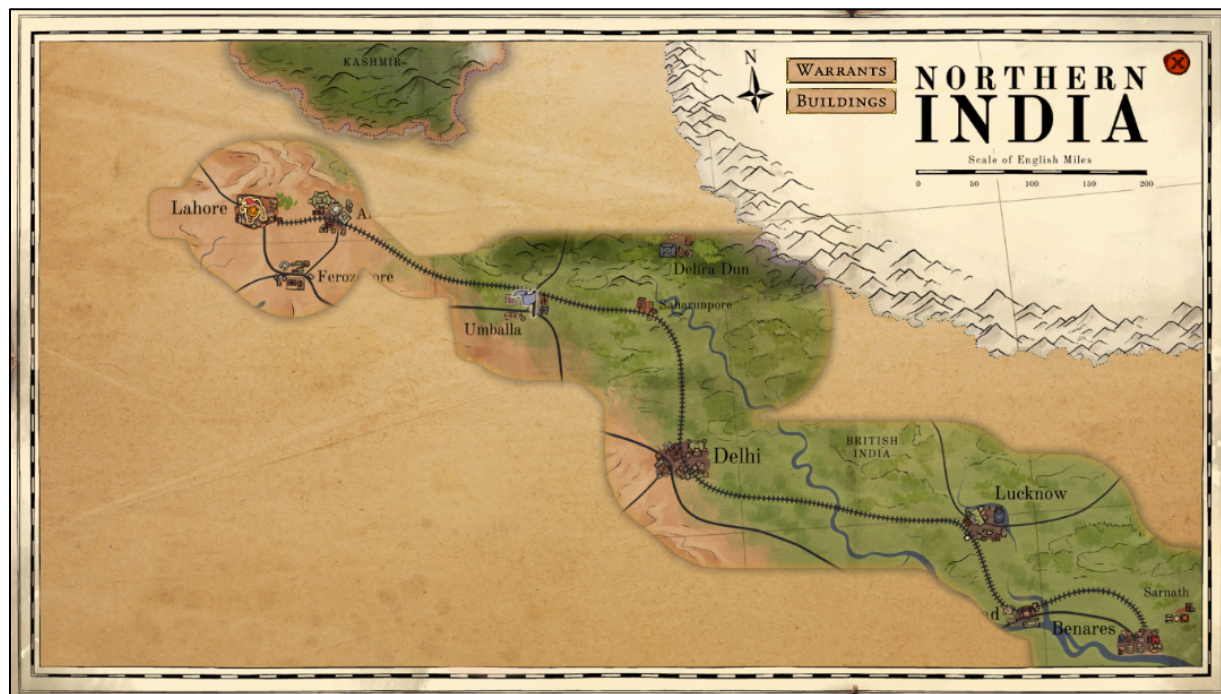 KASHMIR
N
WARRANTS
BUILDINGS
NORTHERN
INDIA
Scale of English Miles
0 50 100 150 200
Lahore
Dehra Dun
Saharunpore
Umballa
Delhi
BRITISH
INDIA
Lucknow
Sarnath
Benares